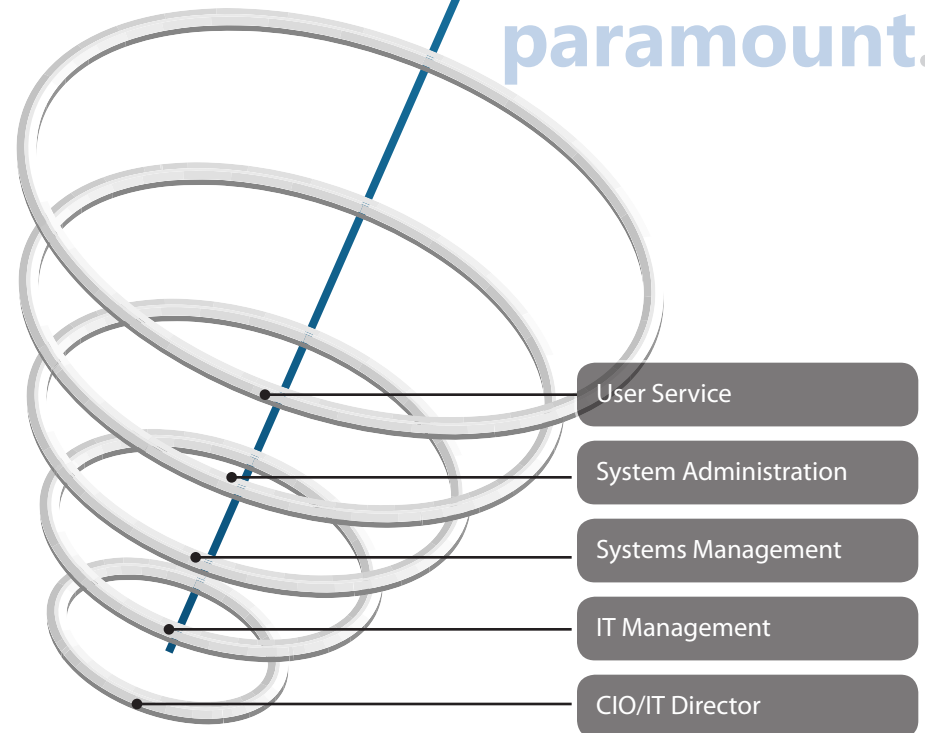 paramount.
User Service
System Administration
Systems Management
IT Management
CIO/IT Director